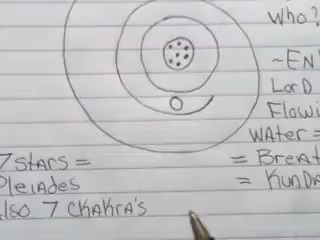 Who?
~EN
LorD
Flowi
WAter =
7 Stars = = Breat
Pleiades = KunDa
Also 7 CHAkra's